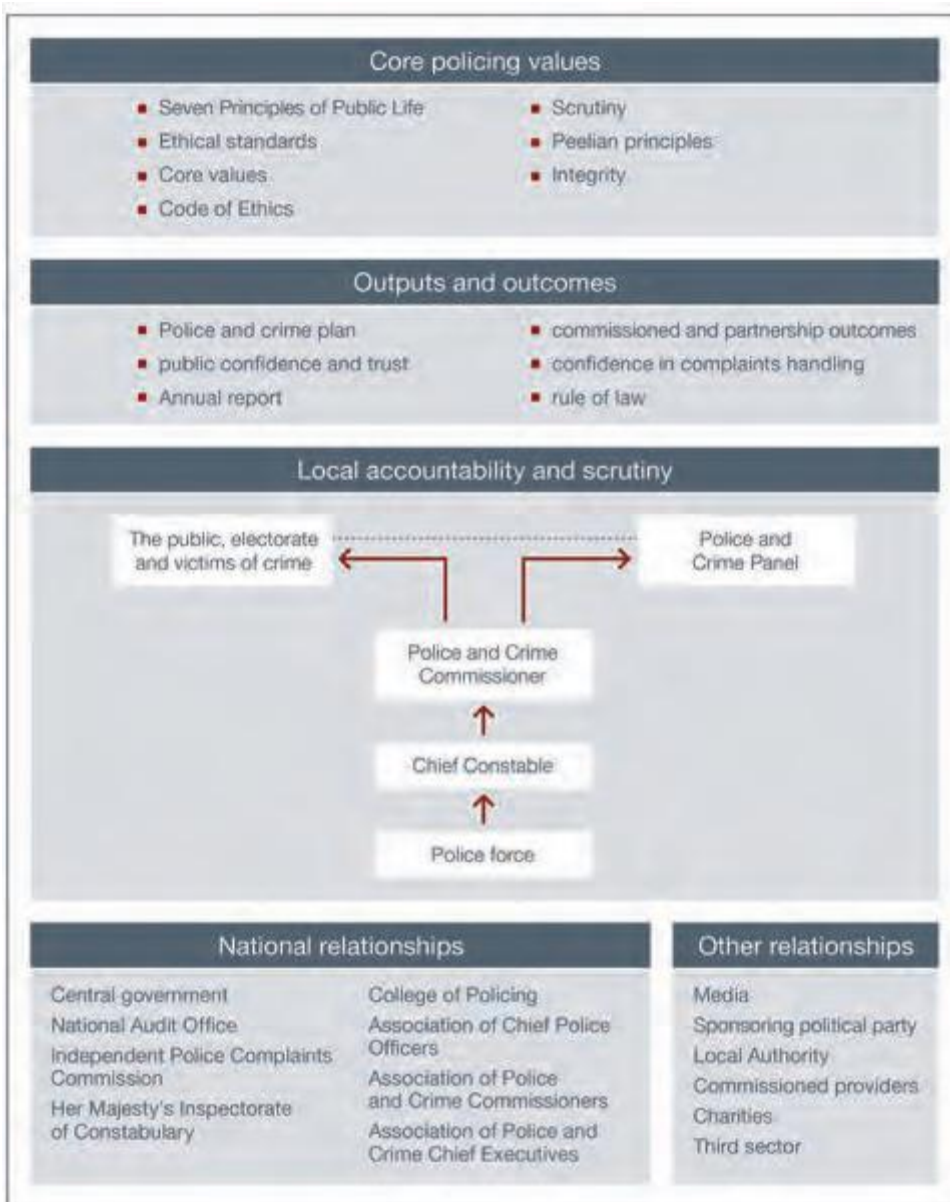 Core policing values
Seven Principles of Public Life
Ethical standards
Core values
Code of Ethics
Scrutiny
Peelian principles
Integrity
Outputs and outcomes
Police and crime plan
public confidence and trust
Annual report
commissioned and partnership outcomes
confidence in complaints handling
rule of law
Local accountability and scrutiny
The public, electorate
and victims of crime
Police and
Crime Panel
Police and Crime
Commissioner
Chief Constable
Police force
National relationships
Central government
National Audit Office
Independent Police Complaints
Commission
Her Majesty's Inspectorate
of Constabulary
College of Policing
Association of Chief Police
Officers
Association of Police
and Crime Commissioners
Association of Police and
Crime Chief Executives
Other relationships
Media
Sponsoring political party
Local Authority
Commissioned providers
Charities
Third sector